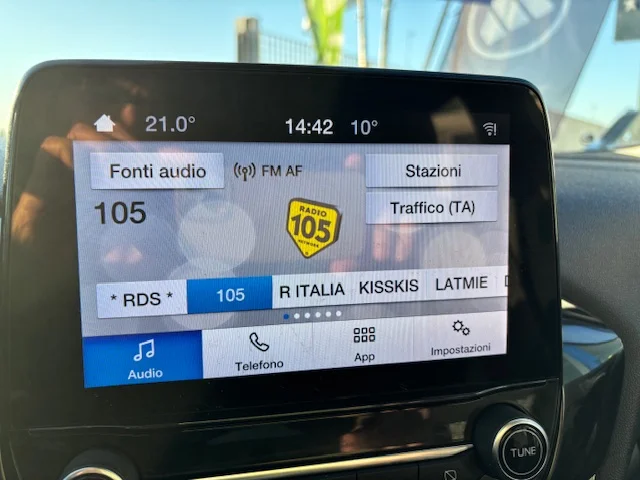 21.0° 14:42 10°
Fonti audio FM AF Stazioni
105 Traffico (TA)
RADIO
105
NETWORK
* RDS * 105 R ITALIA KISSKIS LATMIE
Audio Telefono App Impostazioni
TUNE